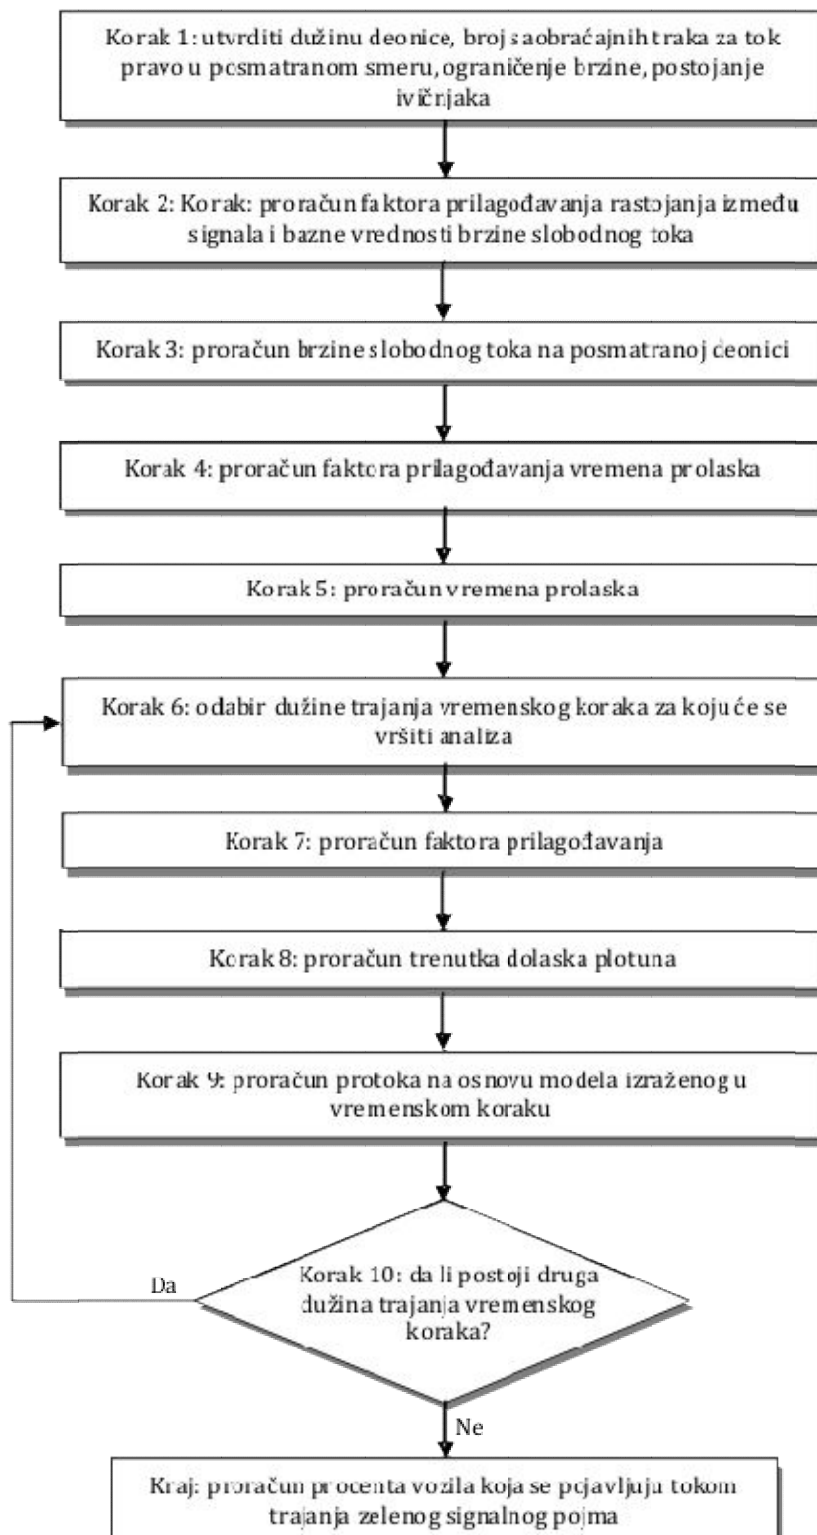 Korak 1: utvrditi dužinu deonice, broj saobraćajnih traka za tok
pravo u posmatranom smeru, ograničenje brzine, postojanje
ivičnjaka
Korak 2: Korak: proračun faktora prilagođavanja rastojanja između
signala i bazne vrednosti brzine slobodnog toka
Korak 3: proračun brzine slobodnog toka na posmatranoj deonici
Korak 4: proračun faktora prilagođavanja vremena prolaska
Korak 5: proračun vremena prolaska
Korak 6: odabir dužine trajanja vremenskog koraka za koju će se
vršiti analiza
Korak 7: proračun faktora prilagođavanja
Korak 8: proračun trenutka dolaska plotuna
Korak 9: proračun protoka na osnovu modela izraženog u
vremenskom koraku
Korak 10: da li postoji druga
dužina trajanja vremenskog
koraka?
Da
Ne
Kraj: proračun procenta vozila koja se pojavljuju tokom
trajanja zelenog signalnog pojma